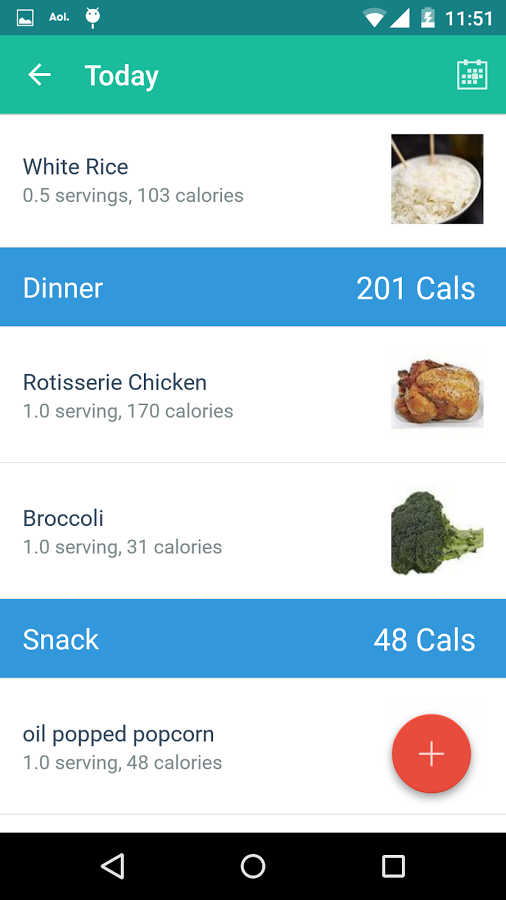 Aol.
11:51
Today
White Rice
0.5 servings, 103 calories
Dinner
201 Cals
Rotisserie Chicken
1.0 serving, 170 calories
Broccoli
1.0 serving, 31 calories
Snack
48 Cals
oil popped popcorn
1.0 serving, 48 calories